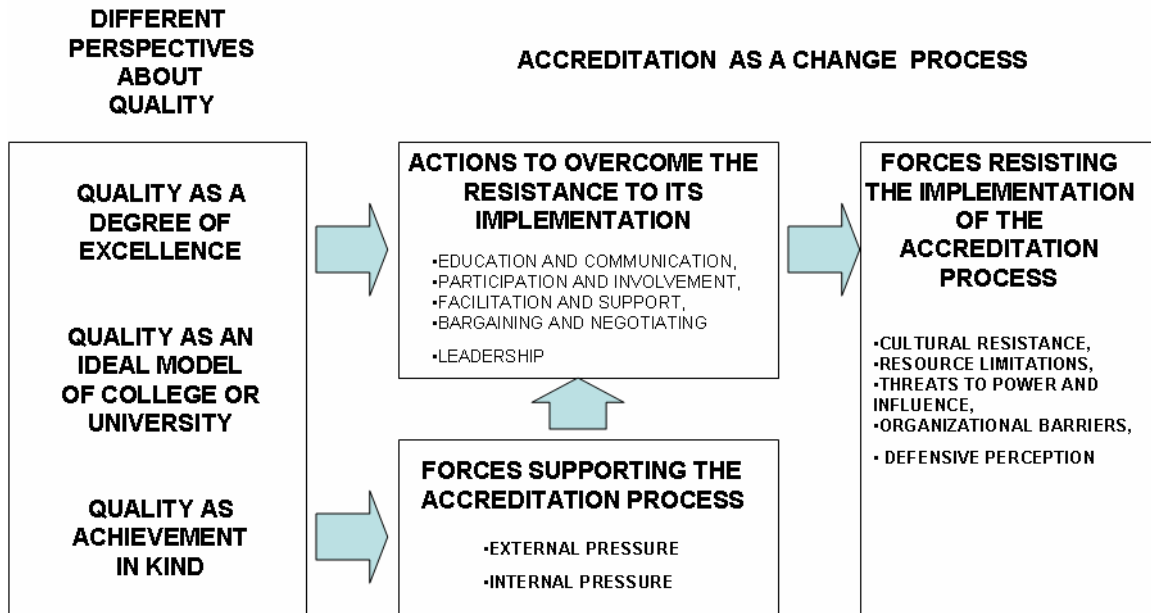 DIFFERENT
PERSPECTIVES
ABOUT
QUALITY
ACCREDITATION AS A CHANGE PROCESS
QUALITY AS A
DEGREE OF
EXCELLENCE
QUALITY AS AN
IDEAL MODEL
OF COLLEGE OR
UNIVERSITY
QUALITY AS
ACHIEVEMENT
IN KIND
ACTIONS TO OVERCOME THE
RESISTANCE TO ITS
IMPLEMENTATION
•EDUCATION AND COMMUNICATION,
•PARTICIPATION AND INVOLVEMENT,
•FACILITATION AND SUPPORT,
•BARGAINING AND NEGOTIATING
•LEADERSHIP
FORCES SUPPORTING THE
ACCREDITATION PROCESS
•EXTERNAL PRESSURE
•INTERNAL PRESSURE
FORCES RESISTING
THE IMPLEMENTATION
OF THE
ACCREDITATION
PROCESS
•CULTURAL RESISTANCE,
•RESOURCE LIMITATIONS,
•THREATS TO POWER AND
INFLUENCE,
•ORGANIZATIONAL BARRIERS,
• DEFENSIVE PERCEPTION